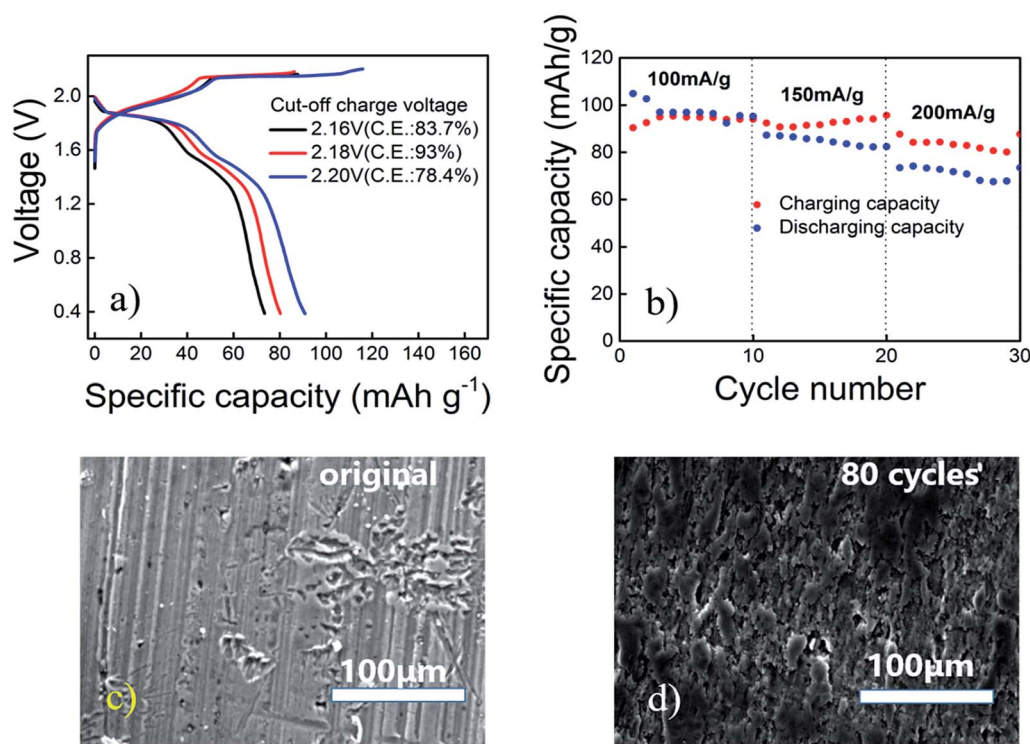 Voltage (V)
2.0
1.6
1.2
0.8
0.4
Cut-off charge voltage
2.16V(C.E.:83.7%)
2.18V(C.E.:93%)
2.20V(C.E.:78.4%)
a)
0 20 40 60 80 100 120 140 160
Specific capacity (mAh g⁻¹)
Specific capacity (mAh/g)
120
100
80
60
40
20
0
100mA/g
150mA/g
200mA/g
Charging capacity
Discharging capacity
b)
0 10 20 30
Cycle number
original
100μm
c)
80 cycles'
100μm
d)